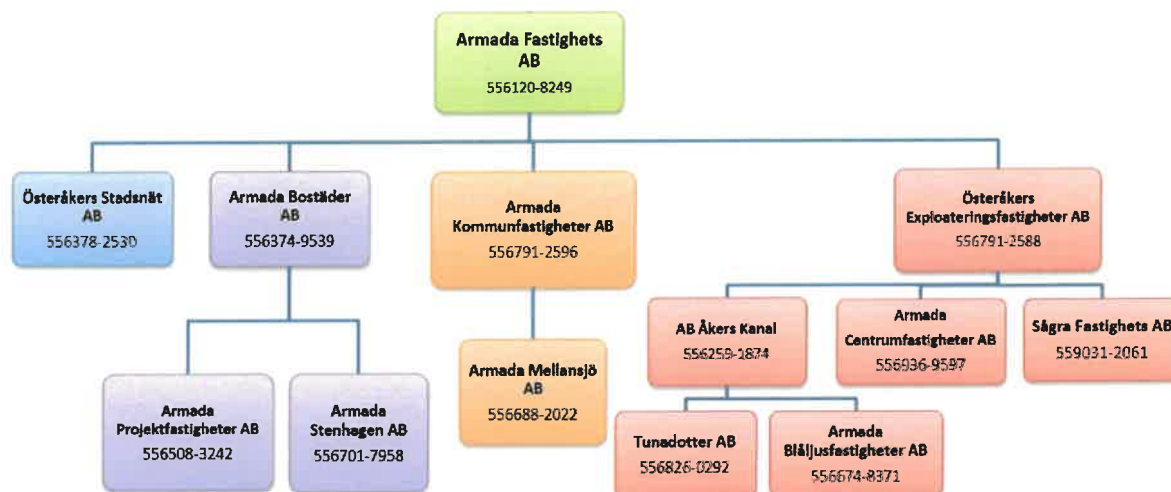 Armada Fastighets
AB
556120-8249
Österåkers Stadsnät
AB
556378-2530
Armada Bostäder
AB
556374-9539
Armada
Kommunfastigheter AB
556791-2596
Österåkers
Exploateringsfastigheter AB
556791-2588
AB Åkers Kanal
556259-1874
Armada
Centrumfastigheter AB
556936-9597
Sågra Fastighets AB
559031-2061
Armada
Projektfastigheter AB
556508-3242
Armada
Stenhagen AB
556701-7958
Armada Mellansjö
AB
556688-2022
Tunadotter AB
556826-0292
Armada
Blåljusfastigheter AB
556674-8371